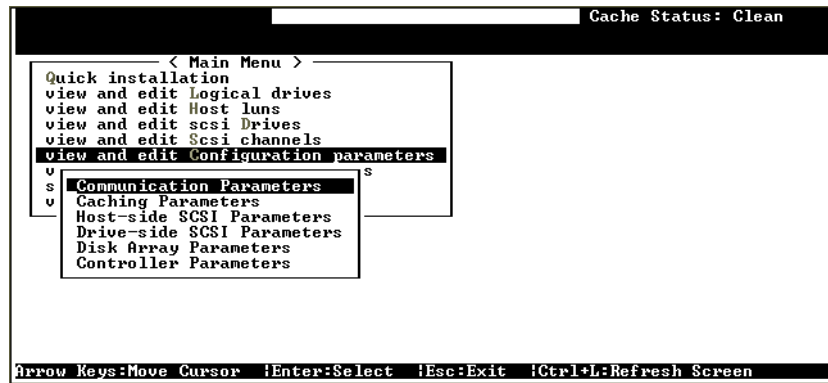 Cache Status: Clean
< Main Menu >
Quick installation
view and edit Logical drives
view and edit Host luns
view and edit scsi Drives
view and edit Scsi channels
view and edit Configuration parameters
v s
s Communication Parameters
v Caching Parameters
Host-side SCSI Parameters
Drive-side SCSI Parameters
Disk Array Parameters
Controller Parameters
Arrow Keys:Move Cursor |Enter:Select |Esc:Exit |Ctrl+L:Refresh Screen